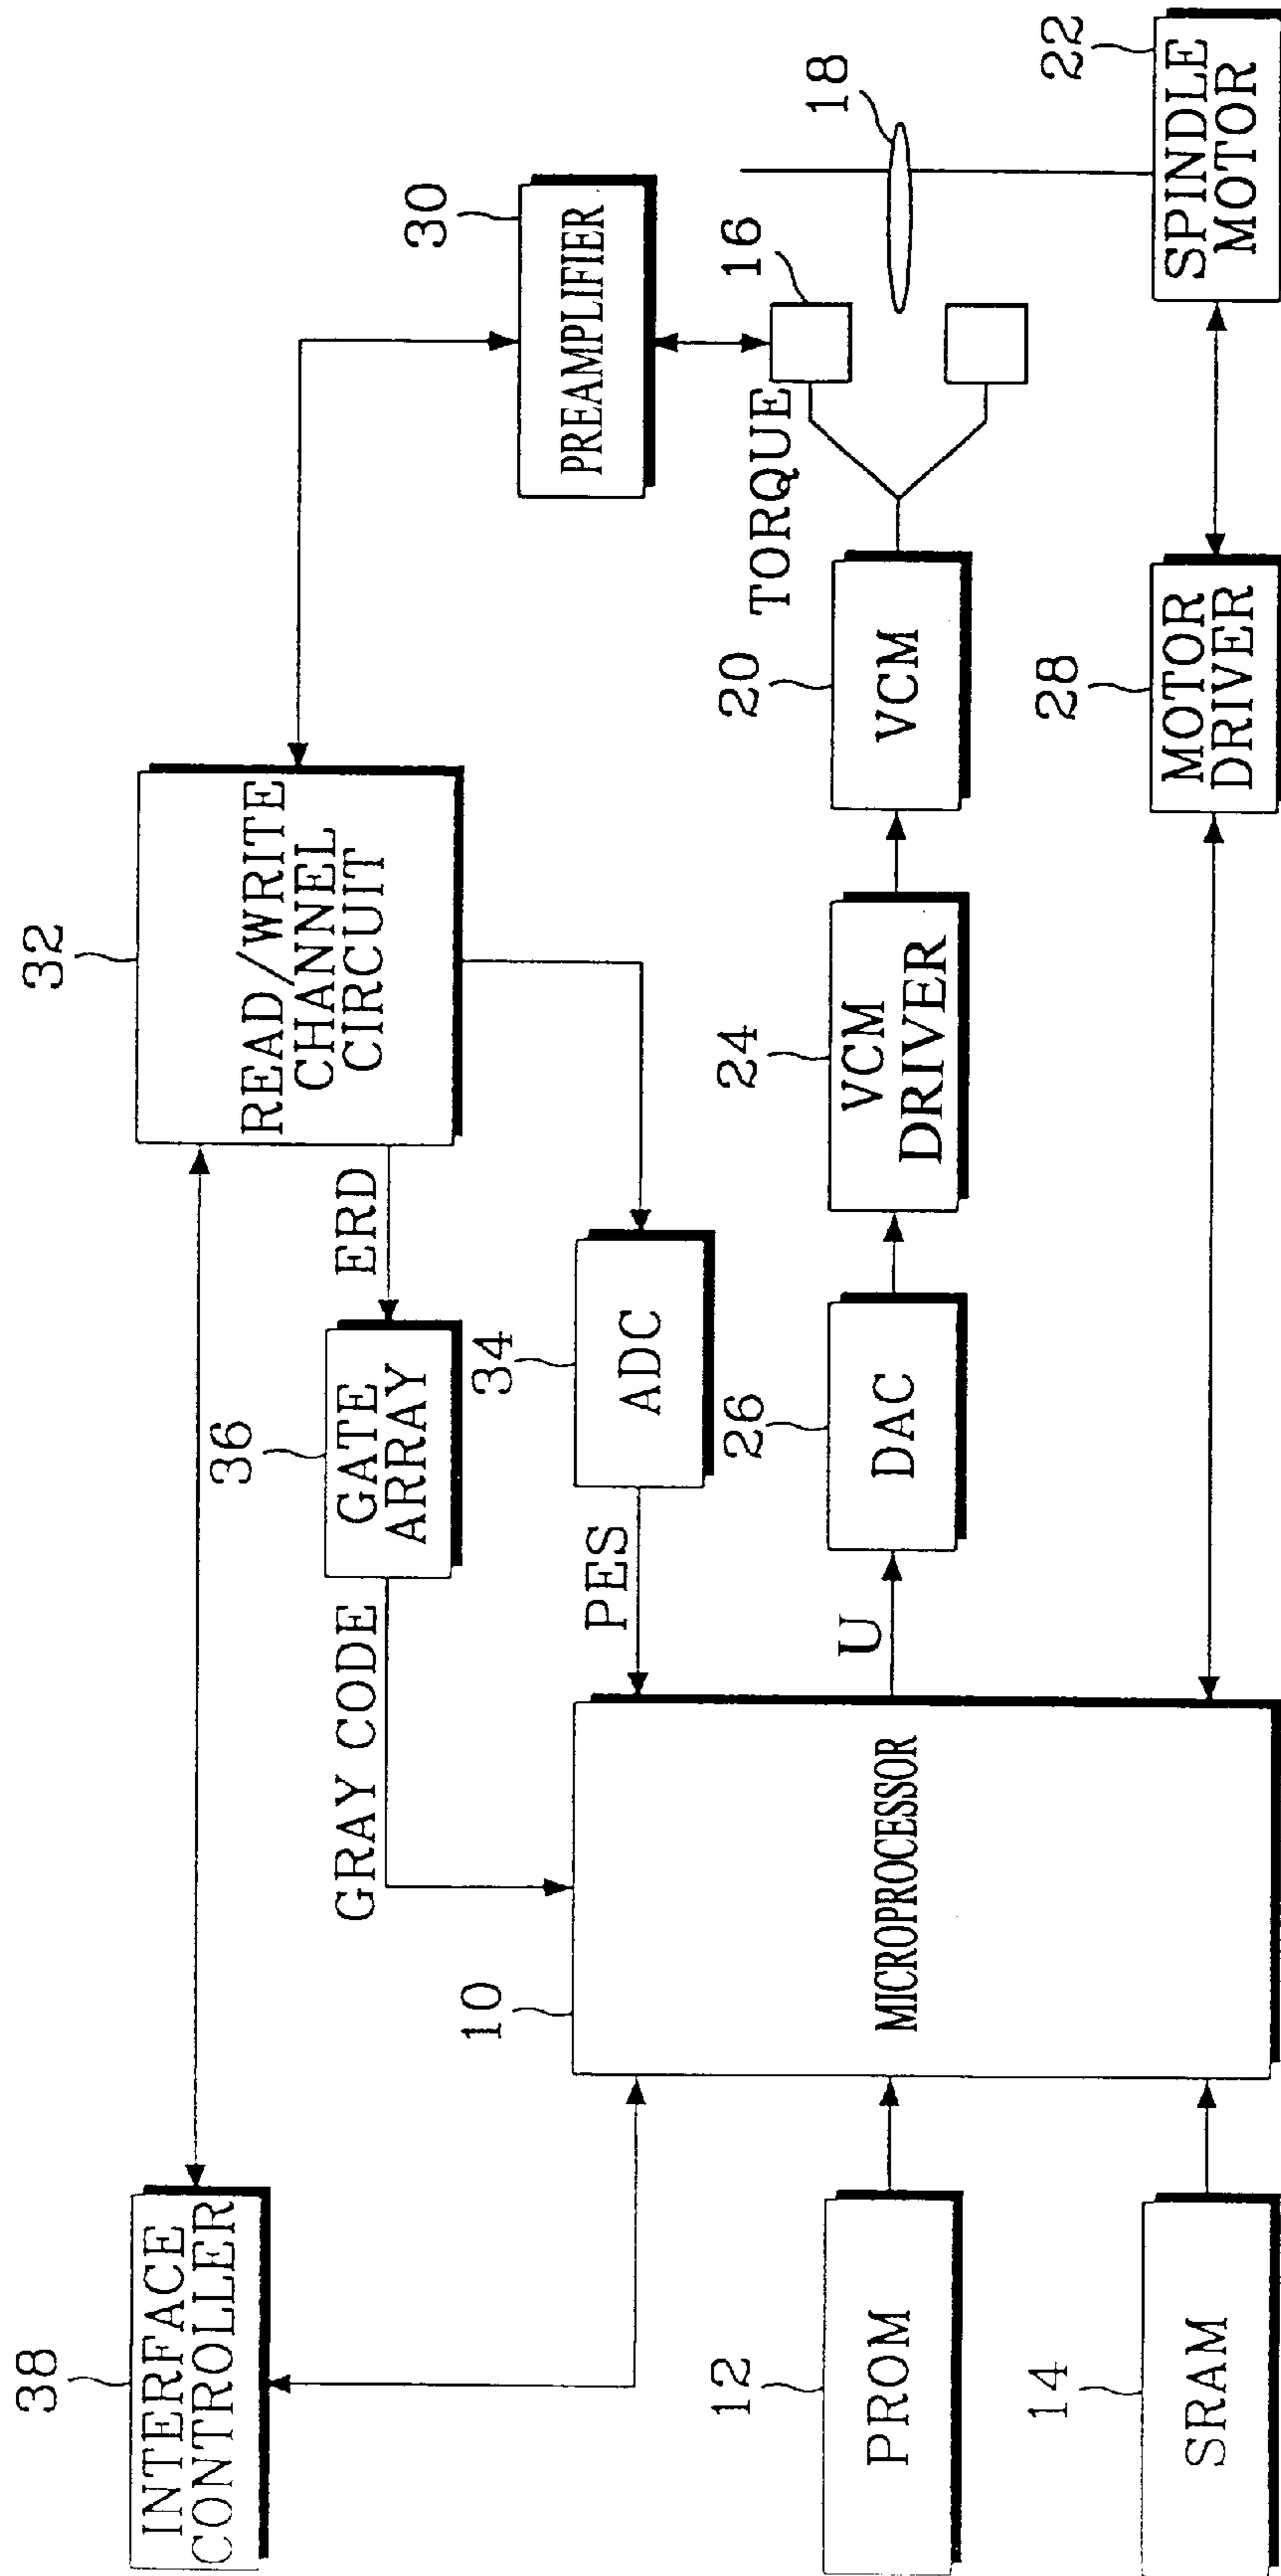 38
INTERFACE
CONTROLLER
32
READ/WRITE
CHANNEL
CIRCUIT
36
GATE
ARRAY
ERD
GRAY CODE
34
ADC
PES
30
PREAMPLIFIER
10
MICROPROCESSOR
12
PROM
14
SRAM
U
26
DAC
24
VCM
DRIVER
20
VCM
TORQUE
16
18
28
MOTOR
DRIVER
22
SPINDLE
MOTOR